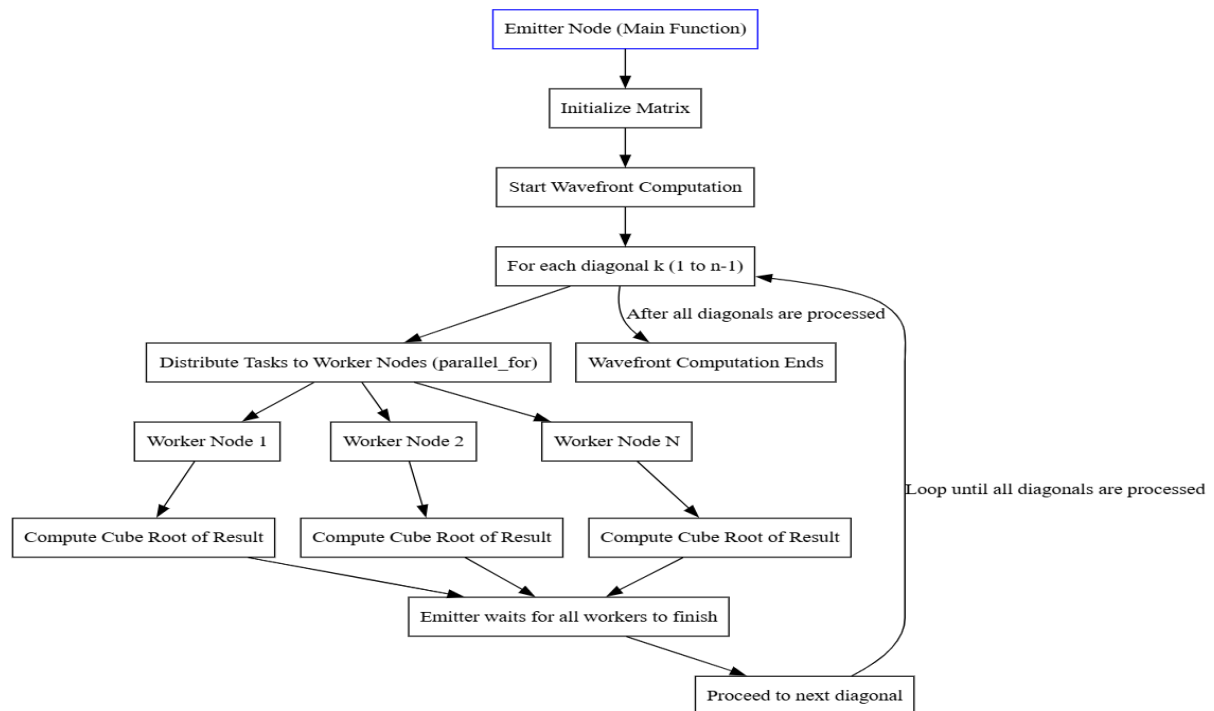 Emitter Node (Main Function)
Initialize Matrix
Start Wavefront Computation
For each diagonal k (1 to n-1)
After all diagonals are processed
Distribute Tasks to Worker Nodes (parallel_for)
Wavefront Computation Ends
Worker Node 1
Worker Node 2
Worker Node N
Loop until all diagonals are processed
Compute Cube Root of Result
Compute Cube Root of Result
Compute Cube Root of Result
Emitter waits for all workers to finish
Proceed to next diagonal